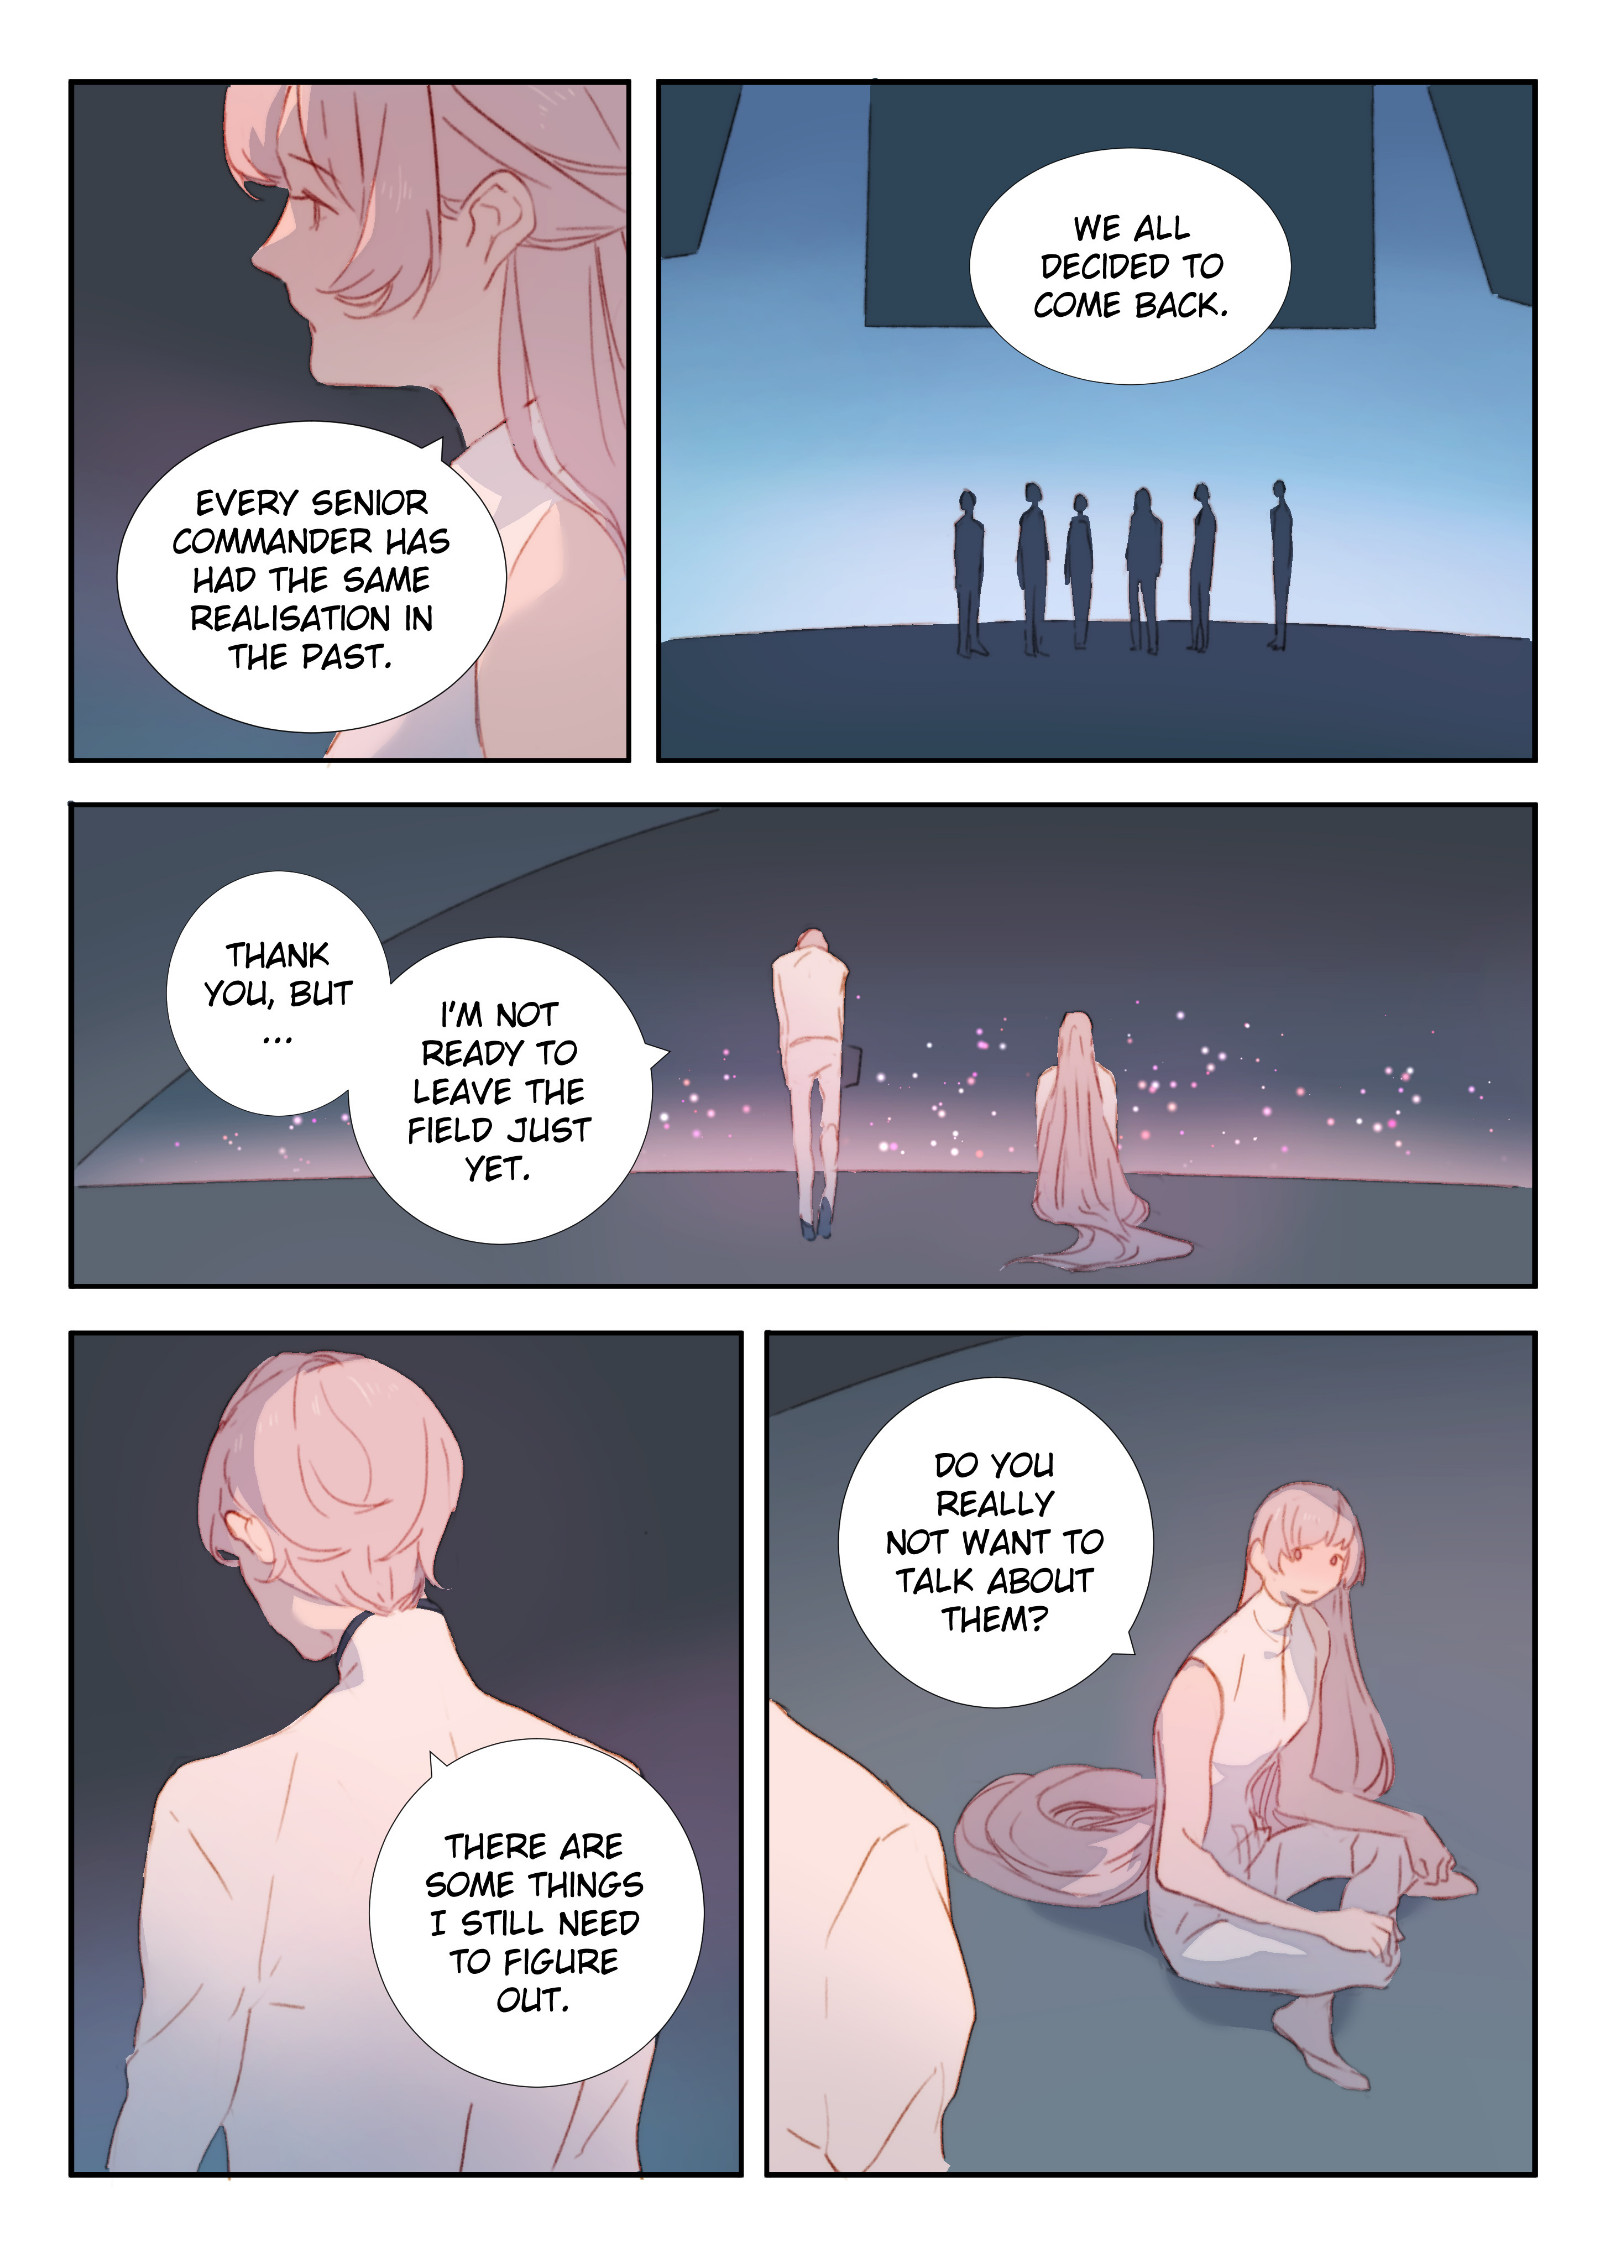 EVERY SENIOR
COMMANDER HAS
HAD THE SAME
REALISATION IN
THE PAST.
WE ALL
DECIDED TO
COME BACK.
THANK
YOU, BUT
...
I'M NOT
READY TO
LEAVE THE
FIELD JUST
YET.
THERE ARE
SOME THINGS
I STILL NEED
TO FIGURE
OUT.
DO YOU
REALLY
NOT WANT TO
TALK ABOUT
THEM?